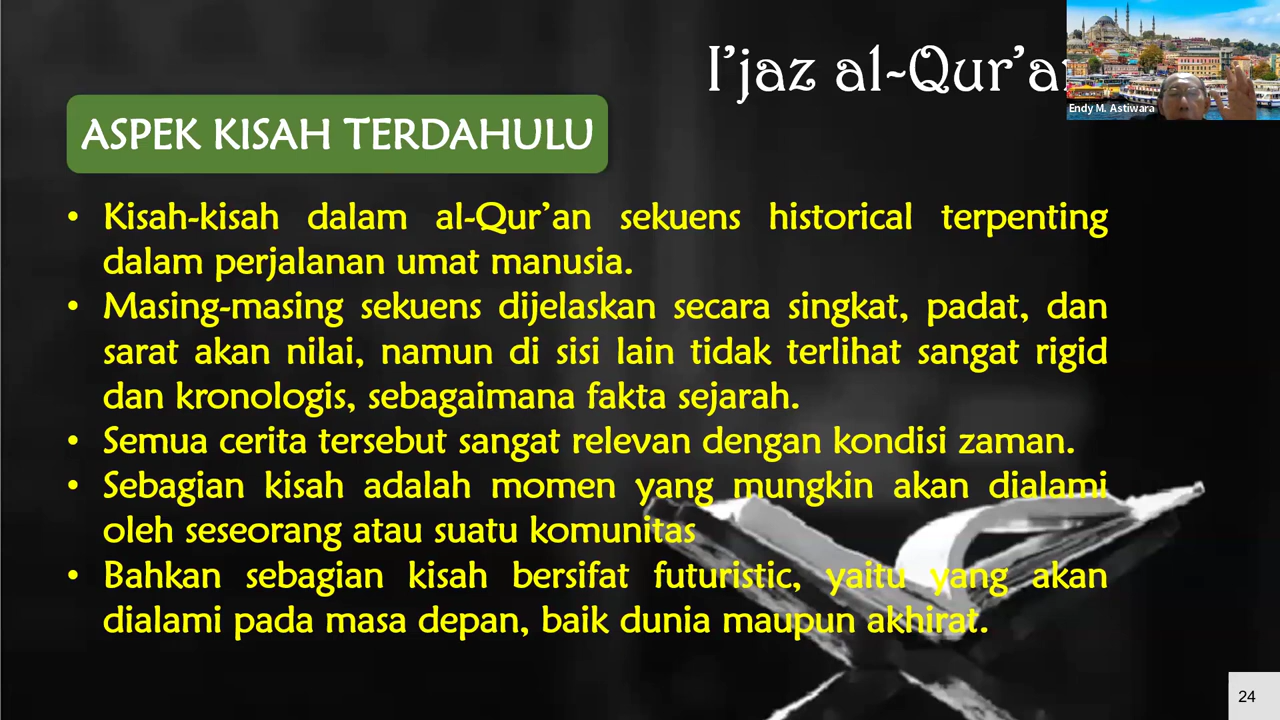 I'jaz al-Qur'a
Endy M. Astiwara
ASPEK KISAH TERDAHULU
• Kisah-kisah dalam al-Qur'an sekuens historical terpenting
dalam perjalanan umat manusia.
• Masing-masing sekuens dijelaskan secara singkat, padat, dan
sarat akan nilai, namun di sisi lain tidak terlihat sangat rigid
dan kronologis, sebagaimana fakta sejarah.
• Semua cerita tersebut sangat relevan dengan kondisi zaman.
• Sebagian kisah adalah momen yang mungkin akan dialami
oleh seseorang atau suatu komunitas
• Bahkan sebagian kisah bersifat futuristic, yaitu yang akan
dialami pada masa depan, baik dunia maupun akhirat.
24